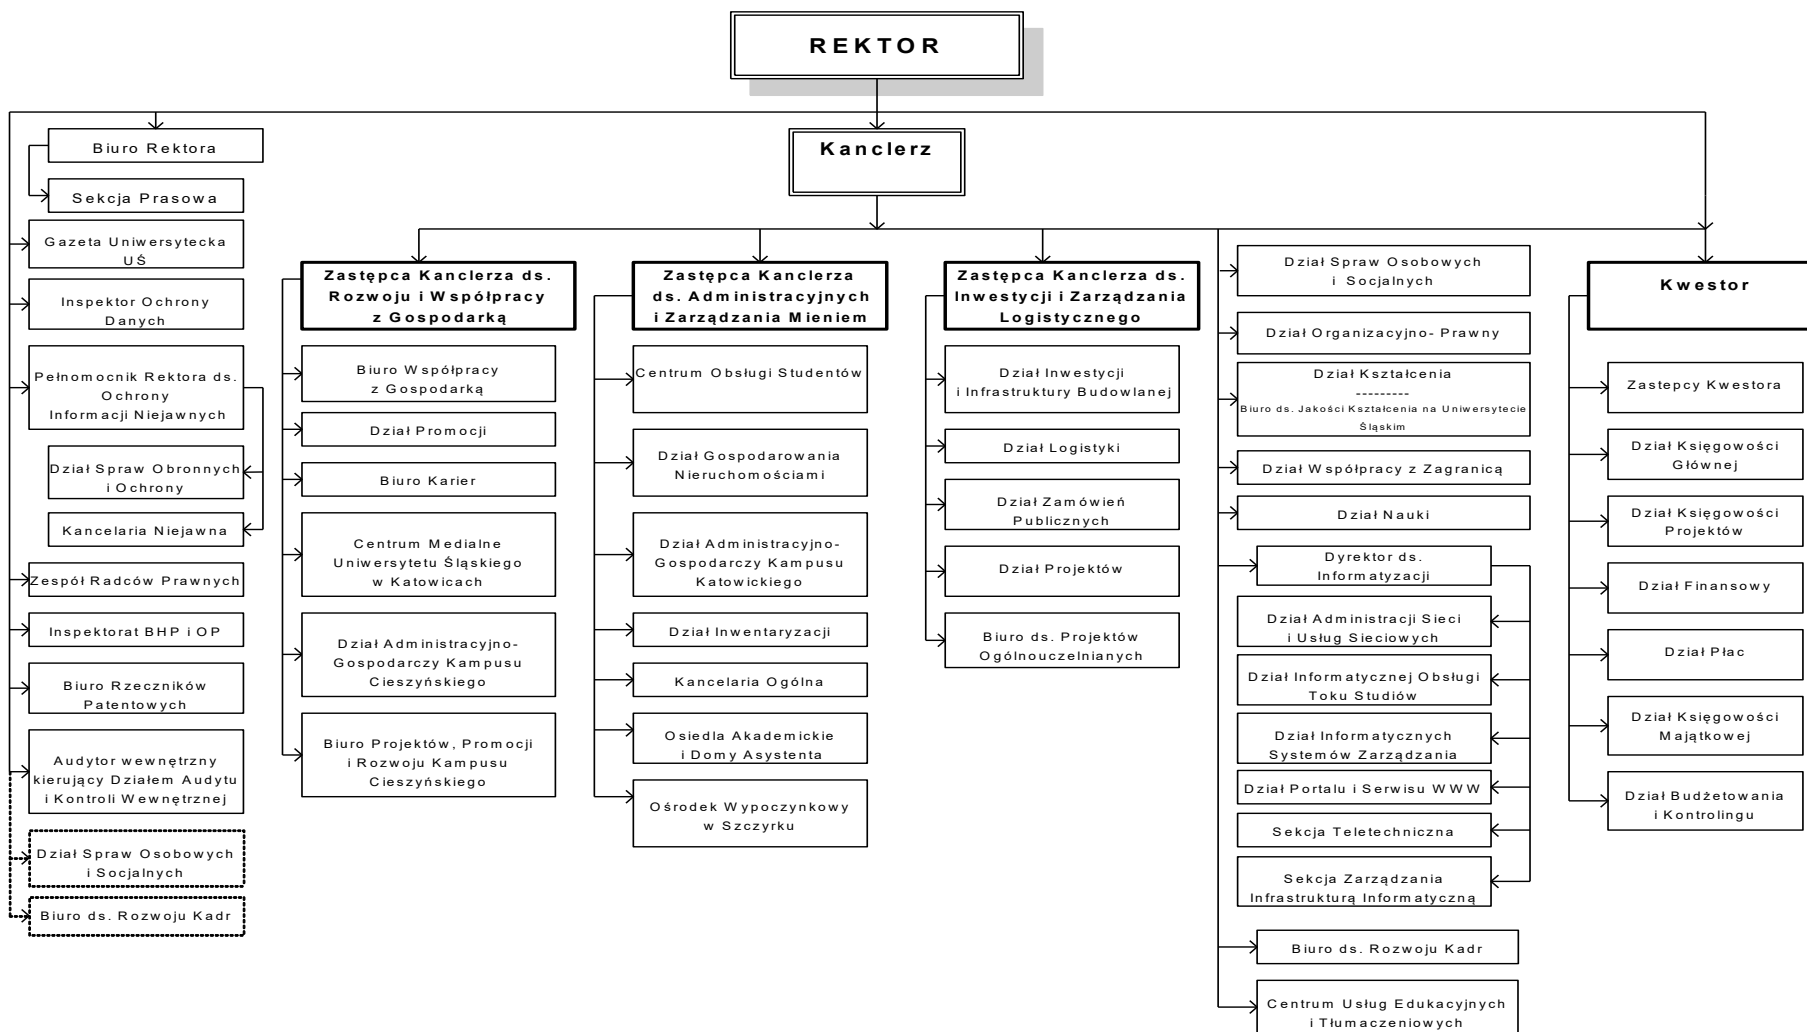 REKTOR
Kanclerz
Biuro Rektora
Sekcja Prasowa
Gazeta Uniwersytecka
UŚ
Inspektor Ochrony
Danych
Pełnomocnik Rektora ds.
Ochrony
Informacji Niejawnych
Dział Spraw Obronnych
i Ochrony
Kancelaria Niejawna
Zespół Radców Prawnych
Inspektorat BHP i OP
Biuro Rzeczników
Patentowych
Audytor wewnętrzny
kierujący Działem Audytu
i Kontroli Wewnętrznej
Dział Spraw Osobowych
i Socjalnych
Biuro ds. Rozwoju Kadr
Zastępca Kanclerza ds.
Rozwoju i Współpracy
z Gospodarką
Biuro Współpracy
z Gospodarką
Dział Promocji
Biuro Karier
Centrum Medialne
Uniwersytetu Śląskiego
w Katowicach
Dział Administracyjno-
Gospodarczy Kampusu
Cieszyńskiego
Biuro Projektów, Promocji
i Rozwoju Kampusu
Cieszyńskiego
Zastępca Kanclerza
ds. Administracyjnych
i Zarządzania Mieniem
Centrum Obsługi Studentów
Dział Gospodarowania
Nieruchomościami
Dział Administracyjno-
Gospodarczy Kampusu
Katowickiego
Dział Inwentaryzacji
Kancelaria Ogólna
Osiedla Akademickie
i Domy Asystenta
Ośrodek Wypoczynkowy
w Szczyrku
Zastępca Kanclerza ds.
Inwestycji i Zarządzania
Logistycznego
Dział Inwestycji
i Infrastruktury Budowlanej
Dział Logistyki
Dział Zamówień
Publicznych
Dział Projektów
Biuro ds. Projektów
Ogólnouczelnianych
Dział Spraw Osobowych
i Socjalnych
Dział Organizacyjno- Prawny
Dział Kształcenia
---------
Biuro ds. Jakości Kształcenia na Uniwersytecie
Śląskim
Dział Współpracy z Zagranicą
Dział Nauki
Dyrektor ds.
Informatyzacji
Dział Administracji Sieci
i Usług Sieciowych
Dział Informatycznej Obsługi
Toku Studiów
Dział Informatycznych
Systemów Zarządzania
Dział Portalu i Serwisu WWW
Sekcja Teletechniczna
Sekcja Zarządzania
Infrastrukturą Informatyczną
Biuro ds. Rozwoju Kadr
Centrum Usług Edukacyjnych
i Tłumaczeniowych
Kwestor
Zastepcy Kwestora
Dział Księgowości
Głównej
Dział Księgowości
Projektów
Dział Finansowy
Dział Płac
Dział Księgowości
Majątkowej
Dział Budżetowania
i Kontrolingu